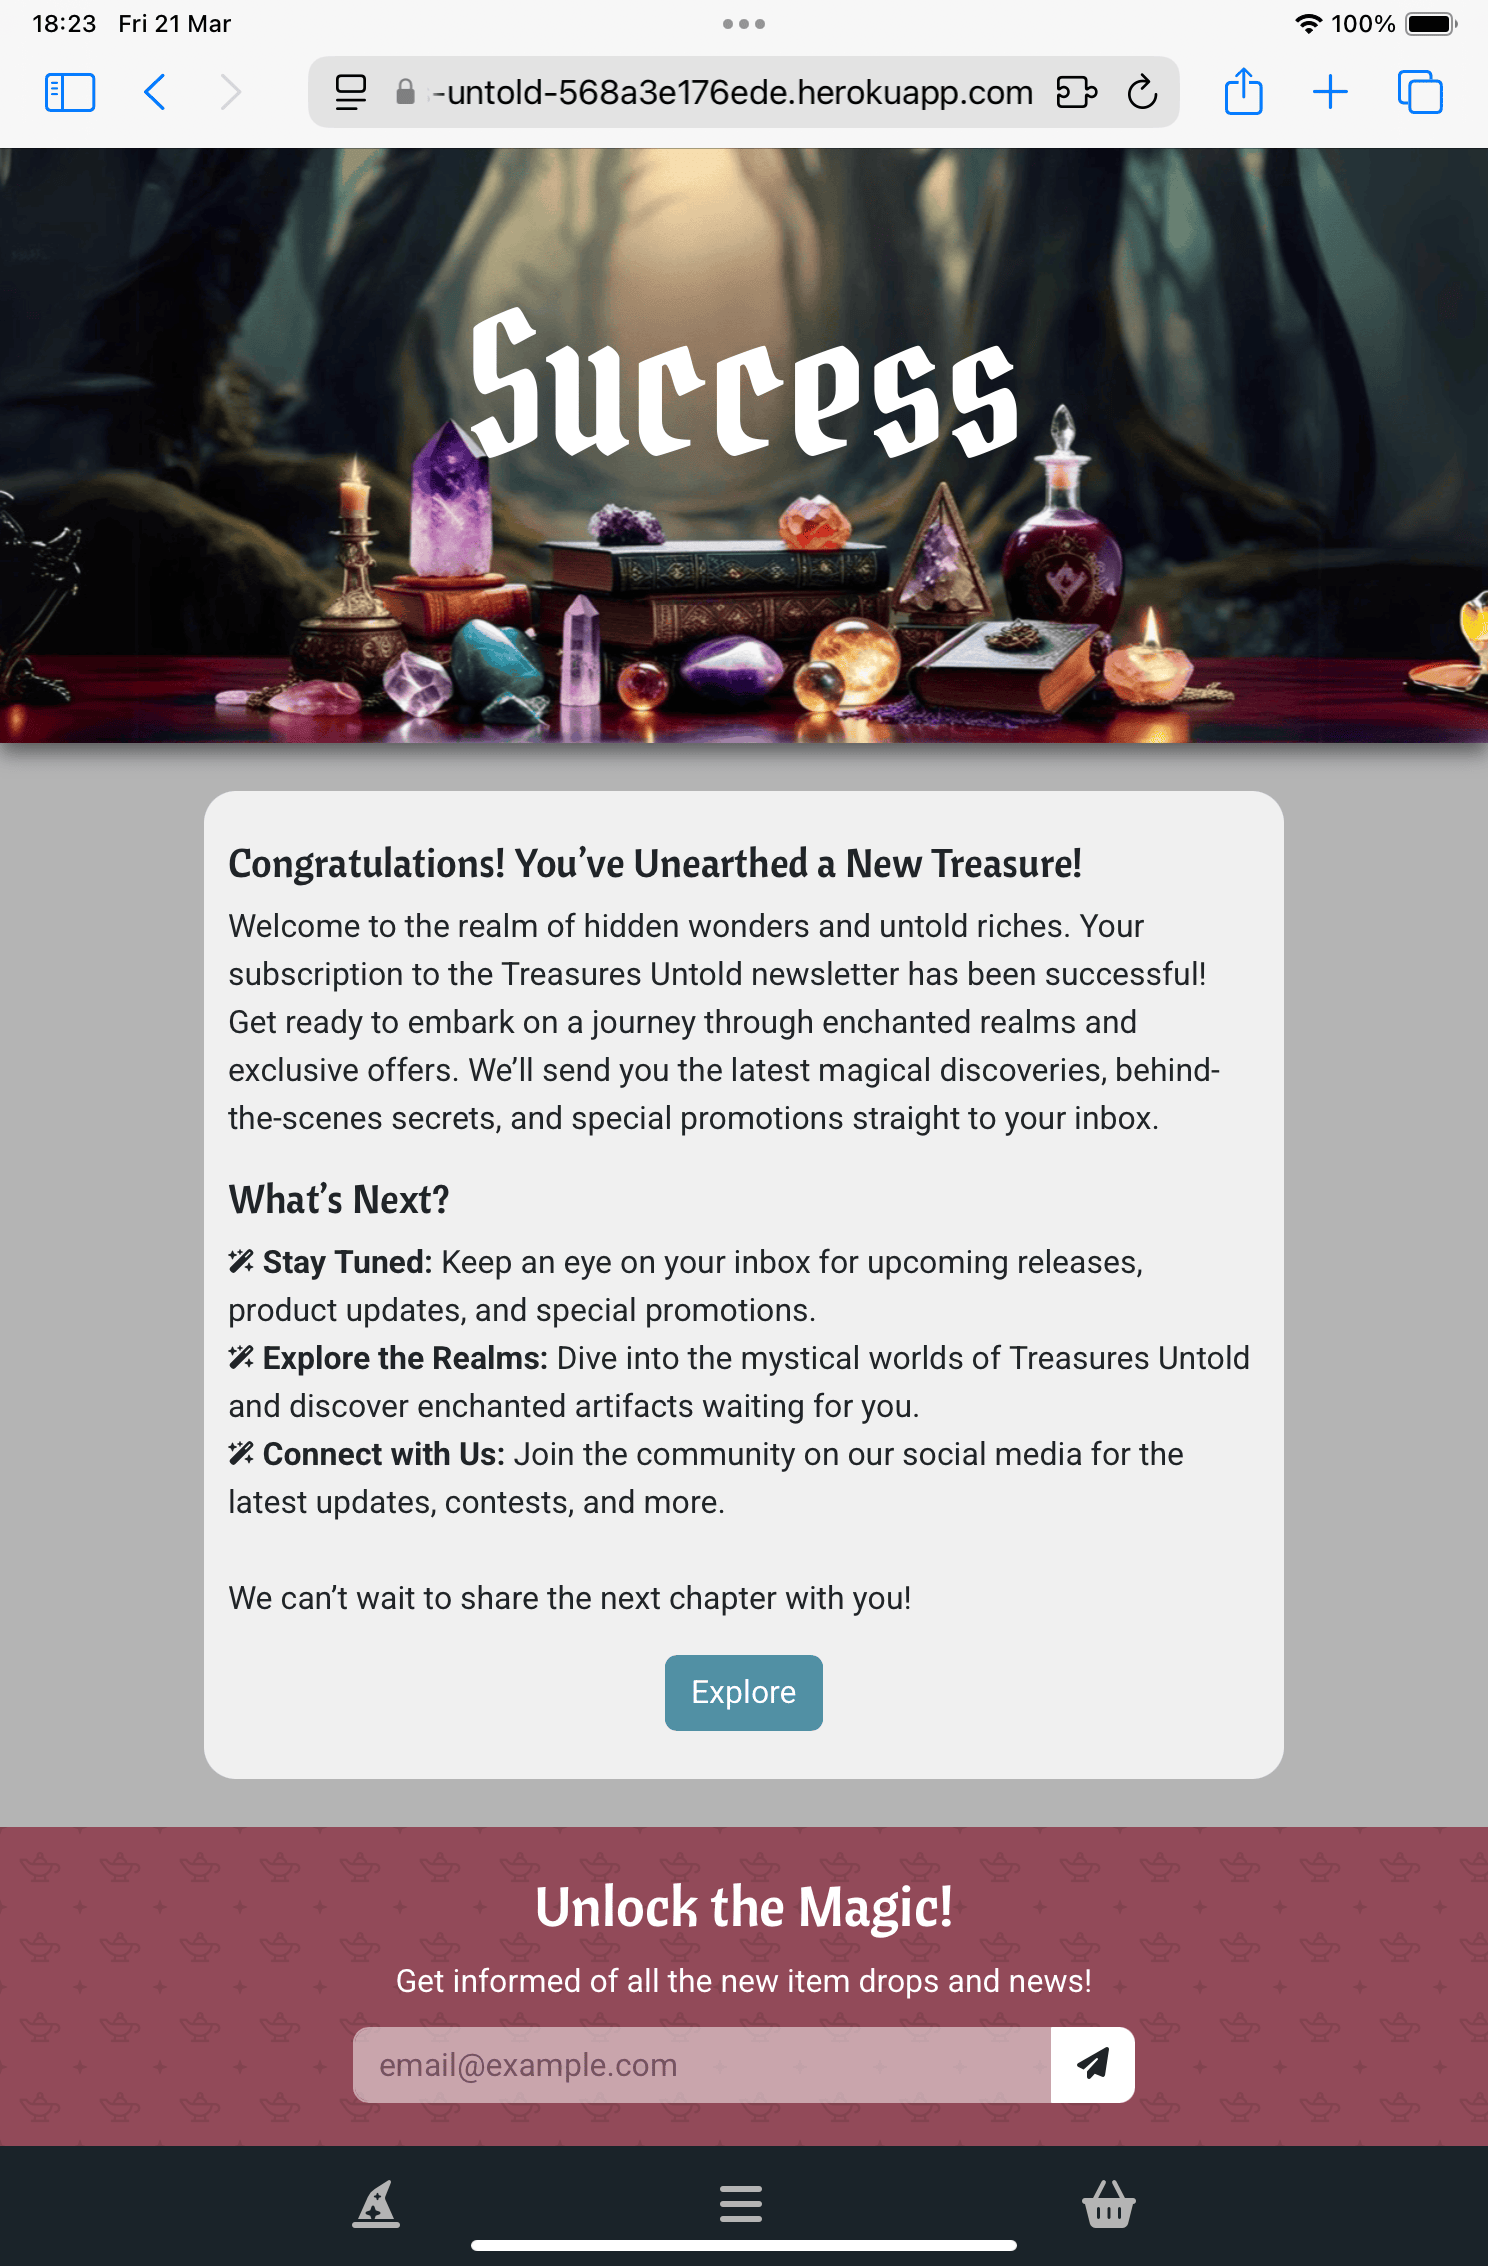 18:23 Fri 21 Mar
100%
-untold-568a3e176ede.herokuapp.com
Success
Congratulations! You’ve Unearthed a New Treasure!
Welcome to the realm of hidden wonders and untold riches. Your
subscription to the Treasures Untold newsletter has been successful!
Get ready to embark on a journey through enchanted realms and
exclusive offers. We’ll send you the latest magical discoveries, behind-
the-scenes secrets, and special promotions straight to your inbox.
What’s Next?
Stay Tuned: Keep an eye on your inbox for upcoming releases,
product updates, and special promotions.
Explore the Realms: Dive into the mystical worlds of Treasures Untold
and discover enchanted artifacts waiting for you.
Connect with Us: Join the community on our social media for the
latest updates, contests, and more.
We can’t wait to share the next chapter with you!
Explore
Unlock the Magic!
Get informed of all the new item drops and news!
email@example.com